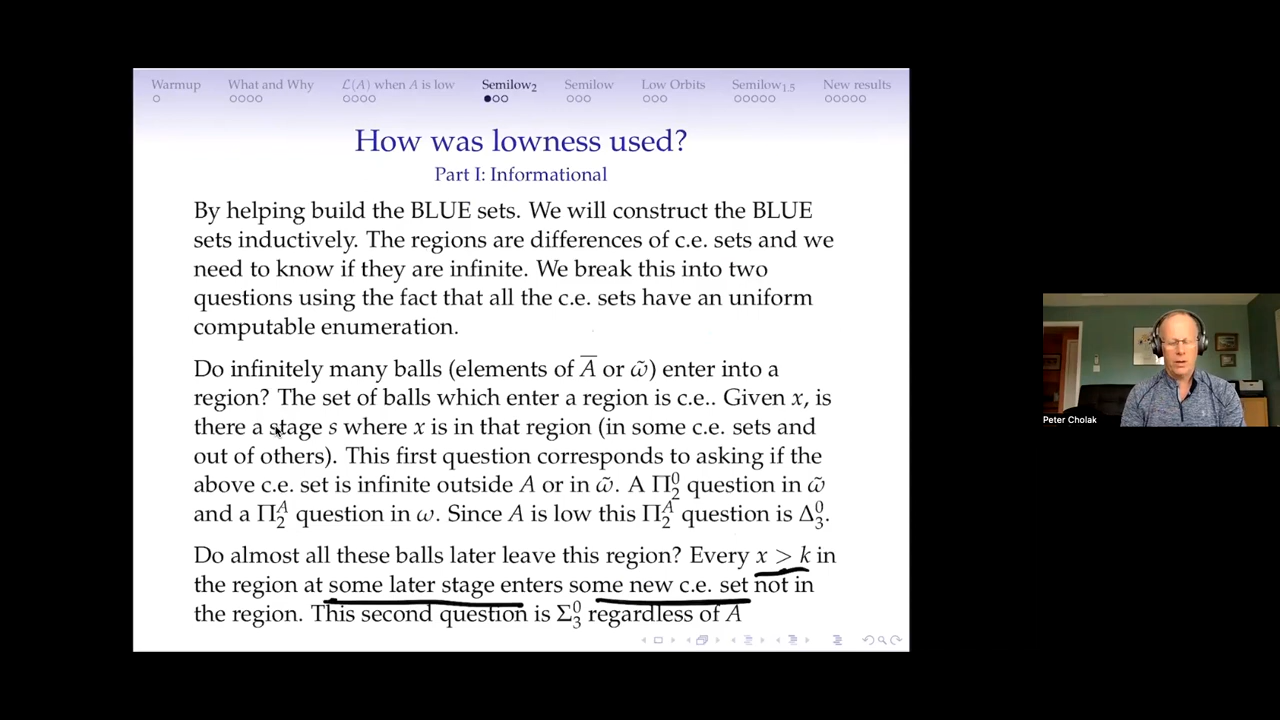 Warmup What and Why L(A) when A is low Semilow₂ Semilow Low Orbits Semilow₁.₅ New results
How was lowness used?
Part I: Informational
By helping build the BLUE sets. We will construct the BLUE
sets inductively. The regions are differences of c.e. sets and we
need to know if they are infinite. We break this into two
questions using the fact that all the c.e. sets have an uniform
computable enumeration.
Do infinitely many balls (elements of A̅ or ω̃) enter into a
region? The set of balls which enter a region is c.e.. Given x, is
there a stage s where x is in that region (in some c.e. sets and
out of others). This first question corresponds to asking if the
above c.e. set is infinite outside A or in ω̃. A Π⁰₂ question in ω̃
and a Π₂ᴬ question in ω. Since A is low this Π₂ᴬ question is Δ⁰₃.
Do almost all these balls later leave this region? Every x > k in
the region at some later stage enters some new c.e. set not in
the region. This second question is Σ⁰₃ regardless of A
Peter Cholak